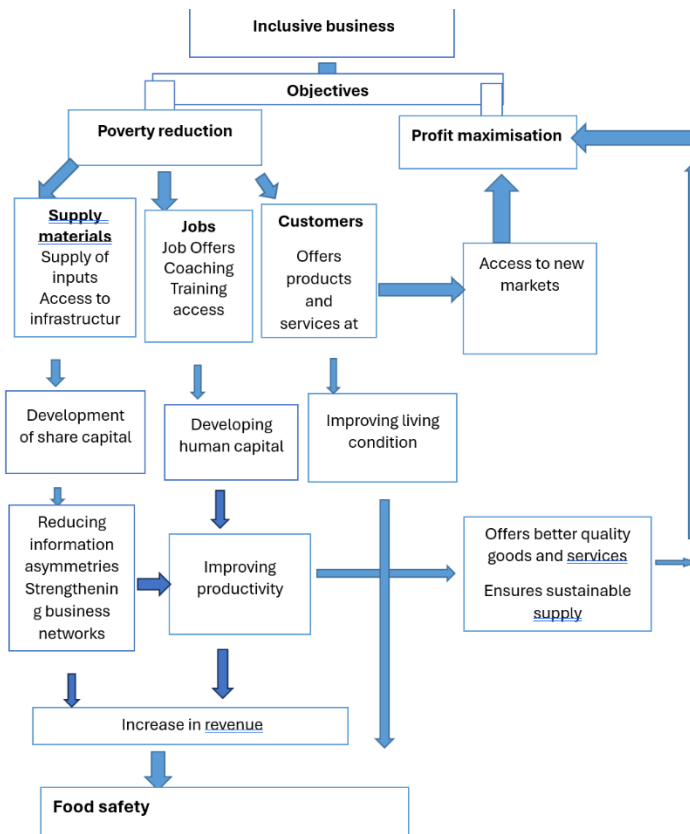 Inclusive business
Objectives
Poverty reduction
Profit maximisation
Supply
materials
Supply of
inputs
Access to
infrastructur
Jobs
Job Offers
Coaching
Training
access
Customers
Offers
products
and
services at
Access to new
markets
Development
of share capital
Developing
human capital
Improving living
condition
Reducing
information
asymmetries
Strengthenin
g business
networks
Improving
productivity
Offers better quality
goods and services
Ensures sustainable
supply
Increase in revenue
Food safety